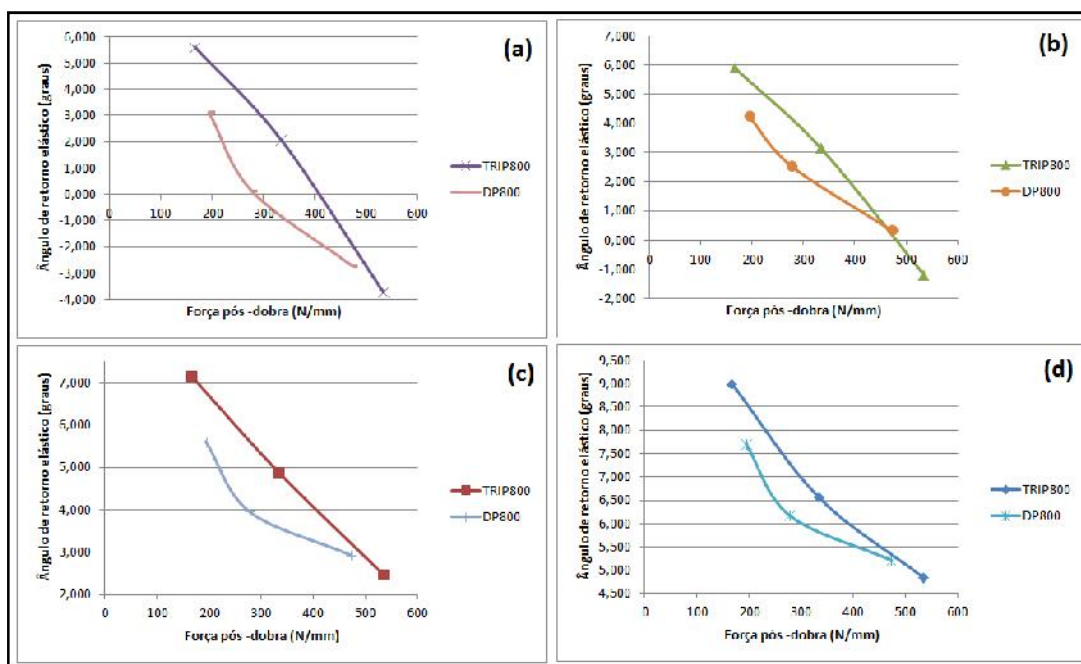 (a)
Ângulo de retorno elástico (graus)
6,000
5,000
4,000
3,000
2,000
1,000
0,000
-1,000
-2,000
-3,000
-4,000
0 100 200 300 400 500 600
Força pós -dobra (N/mm)
TRIP800
DP800
(b)
Ângulo de retorno elástico (graus)
7,000
6,000
5,000
4,000
3,000
2,000
1,000
0,000
-1,000
-2,000
0 100 200 300 400 500 600
Força pós -dobra (N/mm)
TRIP800
DP800
(c)
Ângulo de retorno elástico (graus)
7,000
5,000
4,000
3,000
2,000
0 100 200 300 400 500 600
Força pós -dobra (N/mm)
TRIP800
DP800
(d)
Ângulo de retorno elástico (graus)
9,500
9,000
8,500
8,000
7,500
7,000
6,500
6,000
5,500
5,000
4,500
0 100 200 300 400 500 600
Força pós -dobra (N/mm)
TRIP800
DP800